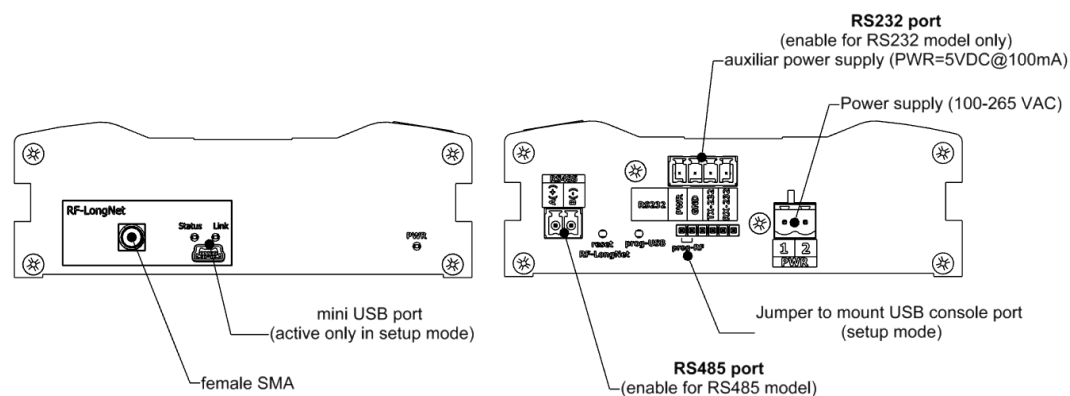 RS232 port
(enable for RS232 model only)
auxiliar power supply (PWR=5VDC@100mA)
Power supply (100-265 VAC)
RF-LongNet
Status Link
PWR
mini USB port
(active only in setup mode)
female SMA
RS485
A(+) B(-)
RS232 PWR GND TX-232 RX-232
reset prog-USB prog-RF
RF-LongNet
1 2
PWR
Jumper to mount USB console port
(setup mode)
RS485 port
(enable for RS485 model)